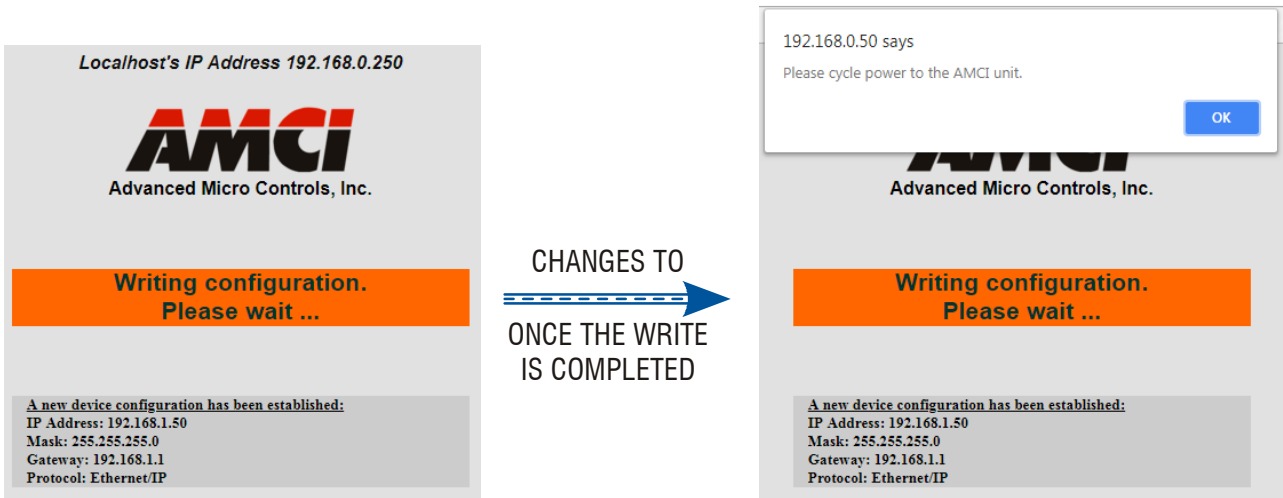 Localhost's IP Address 192.168.0.250
AMCI
Advanced Micro Controls, Inc.
Writing configuration.
Please wait ...
A new device configuration has been established:
IP Address: 192.168.1.50
Mask: 255.255.255.0
Gateway: 192.168.1.1
Protocol: Ethernet/IP
CHANGES TO
ONCE THE WRITE
IS COMPLETED
192.168.0.50 says
Please cycle power to the AMCI unit.
OK
AMCI
Advanced Micro Controls, Inc.
Writing configuration.
Please wait ...
A new device configuration has been established:
IP Address: 192.168.1.50
Mask: 255.255.255.0
Gateway: 192.168.1.1
Protocol: Ethernet/IP